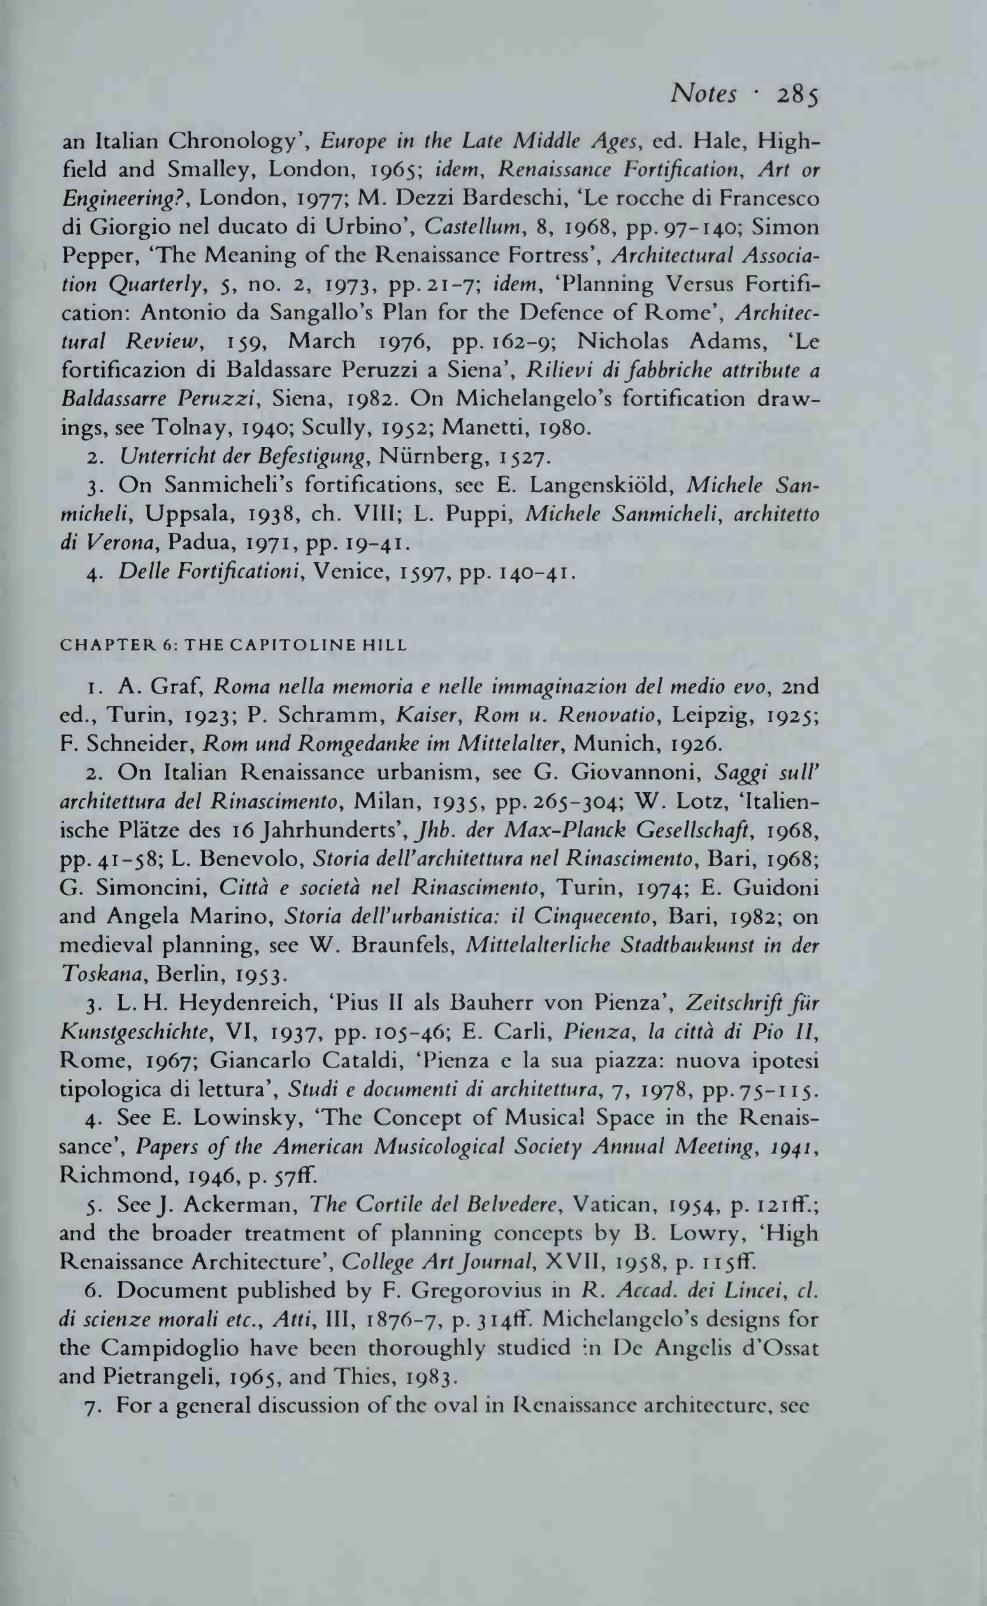 Notes · 285
an Italian Chronology', Europe in the Late Middle Ages, ed. Hale, High-
field and Smalley, London, 1965; idem, Renaissance Fortification, Art or
Engineering?, London, 1977; M. Dezzi Bardeschi, 'Le rocche di Francesco
di Giorgio nel ducato di Urbino', Castellum, 8, 1968, pp. 97-140; Simon
Pepper, 'The Meaning of the Renaissance Fortress', Architectural Associa-
tion Quarterly, 5, no. 2, 1973, pp. 21-7; idem, 'Planning Versus Fortifi-
cation: Antonio da Sangallo's Plan for the Defence of Rome', Architec-
tural Review, 159, March 1976, pp. 162-9; Nicholas Adams, 'Le
fortificazion di Baldassare Peruzzi a Siena', Rilievi di fabbriche attribute a
Baldassarre Peruzzi, Siena, 1982. On Michelangelo's fortification draw-
ings, see Tolnay, 1940; Scully, 1952; Manetti, 1980.
2. Unterricht der Befestigung, Nürnberg, 1527.
3. On Sanmicheli's fortifications, see E. Langenskiöld, Michele San-
micheli, Uppsala, 1938, ch. VIII; L. Puppi, Michele Sanmicheli, architetto
di Verona, Padua, 1971, pp. 19-41.
4. Delle Fortificationi, Venice, 1597, pp. 140-41.
CHAPTER 6: THE CAPITOLINE HILL
1. A. Graf, Roma nella memoria e nelle immaginazion del medio evo, 2nd
ed., Turin, 1923; P. Schramm, Kaiser, Rom u. Renovatio, Leipzig, 1925;
F. Schneider, Rom und Romgedanke im Mittelalter, Munich, 1926.
2. On Italian Renaissance urbanism, see G. Giovannoni, Saggi sull'
architettura del Rinascimento, Milan, 1935, pp. 265-304; W. Lotz, 'Italien-
ische Plätze des 16 Jahrhunderts', Jhb. der Max-Planck Gesellschaft, 1968,
pp. 41-58; L. Benevolo, Storia dell'architettura nel Rinascimento, Bari, 1968;
G. Simoncini, Città e società nel Rinascimento, Turin, 1974; E. Guidoni
and Angela Marino, Storia dell'urbanistica: il Cinquecento, Bari, 1982; on
medieval planning, see W. Braunfels, Mittelalterliche Stadtbaukunst in der
Toskana, Berlin, 1953.
3. L. H. Heydenreich, 'Pius II als Bauherr von Pienza', Zeitschrift für
Kunstgeschichte, VI, 1937, pp. 105-46; E. Carli, Pienza, la città di Pio II,
Rome, 1967; Giancarlo Cataldi, 'Pienza e la sua piazza: nuova ipotesi
tipologica di lettura', Studi e documenti di architettura, 7, 1978, pp. 75-115.
4. See E. Lowinsky, 'The Concept of Musical Space in the Renais-
sance', Papers of the American Musicological Society Annual Meeting, 1941,
Richmond, 1946, p. 57ff.
5. See J. Ackerman, The Cortile del Belvedere, Vatican, 1954, p. 121ff.;
and the broader treatment of planning concepts by B. Lowry, 'High
Renaissance Architecture', College Art Journal, XVII, 1958, p. 115ff.
6. Document published by F. Gregorovius in R. Accad. dei Lincei, cl.
di scienze morali etc., Atti, III, 1876-7, p. 314ff. Michelangelo's designs for
the Campidoglio have been thoroughly studied in De Angelis d'Ossat
and Pietrangeli, 1965, and Thies, 1983.
7. For a general discussion of the oval in Renaissance architecture, see